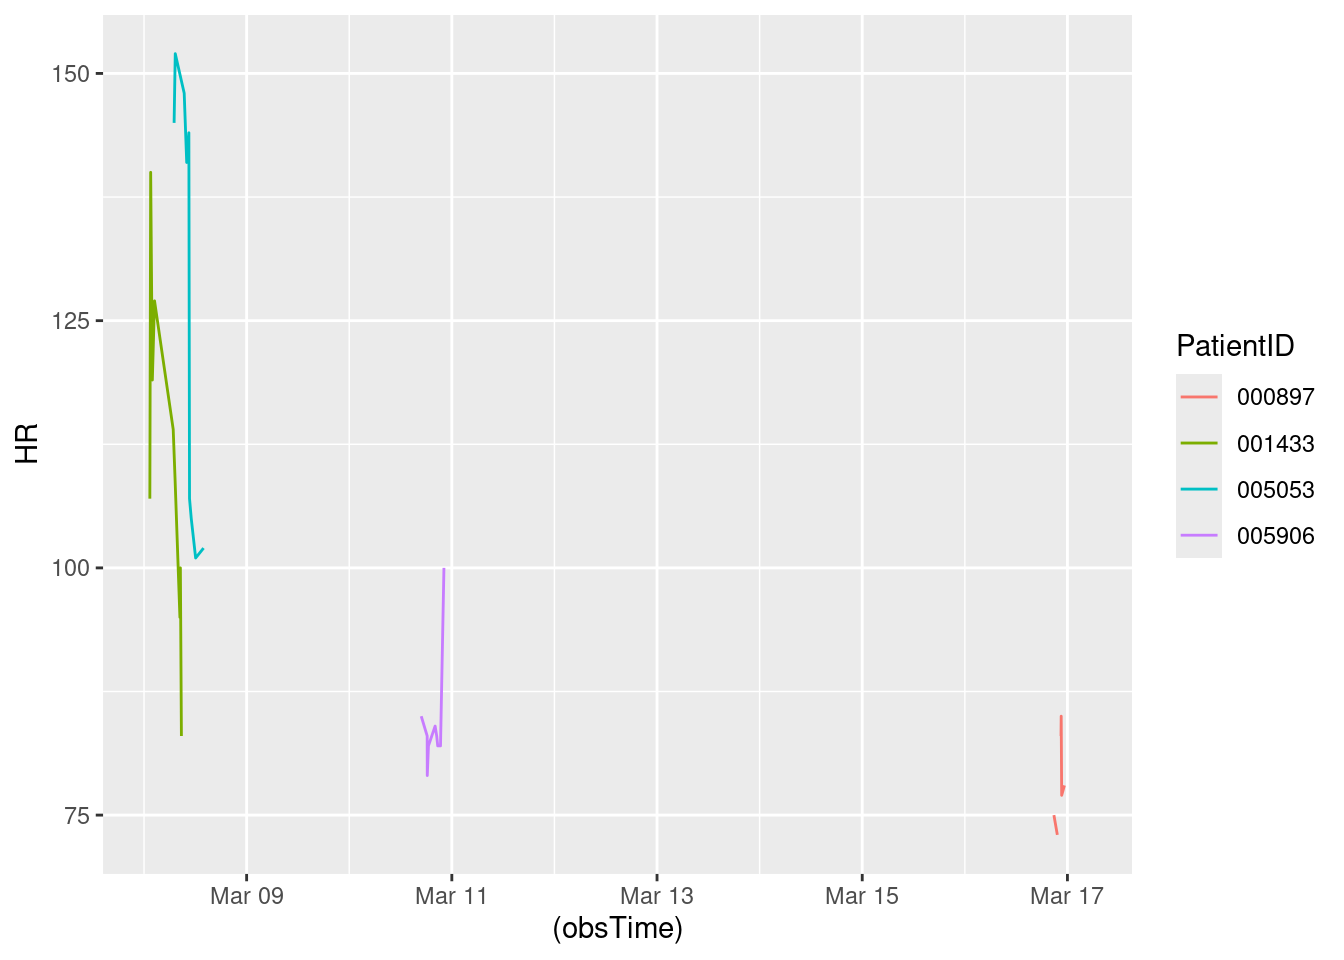 HR
150
125
100
75
Mar 09
Mar 11
Mar 13
Mar 15
Mar 17
(obsTime)
PatientID
000897
001433
005053
005906